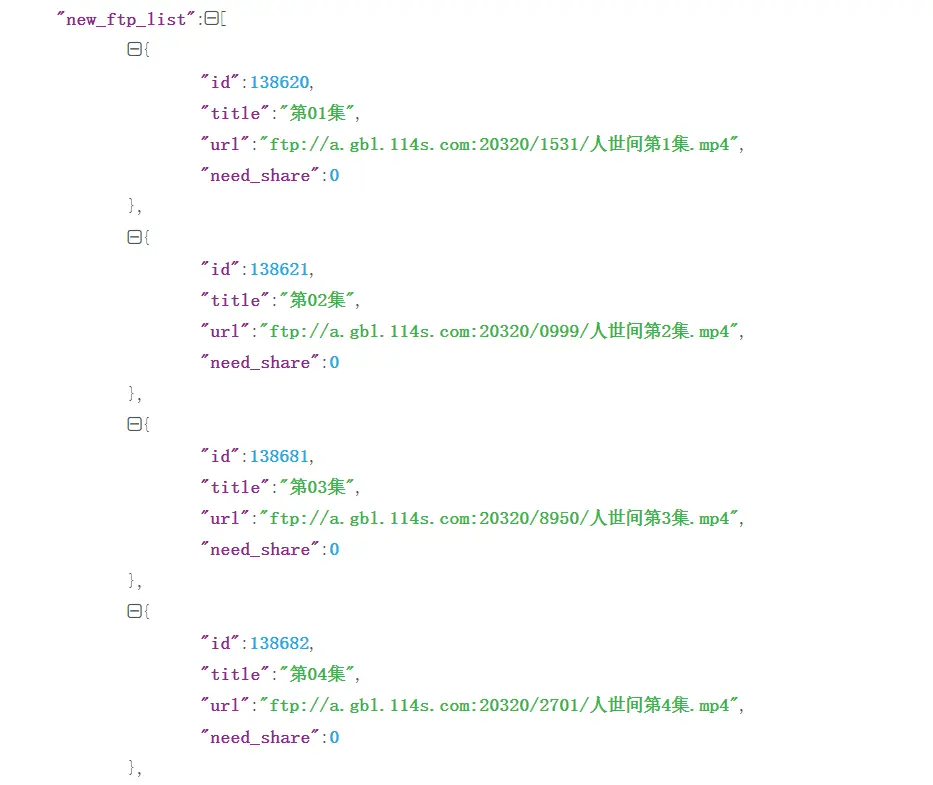 "new_ftp_list":[
{
"id":138620,
"title":"第01集",
"url":"ftp://a.gbl.114s.com:20320/1531/人世间第1集.mp4",
"need_share":0
},
{
"id":138621,
"title":"第02集",
"url":"ftp://a.gbl.114s.com:20320/0999/人世间第2集.mp4",
"need_share":0
},
{
"id":138681,
"title":"第03集",
"url":"ftp://a.gbl.114s.com:20320/8950/人世间第3集.mp4",
"need_share":0
},
{
"id":138682,
"title":"第04集",
"url":"ftp://a.gbl.114s.com:20320/2701/人世间第4集.mp4",
"need_share":0
},